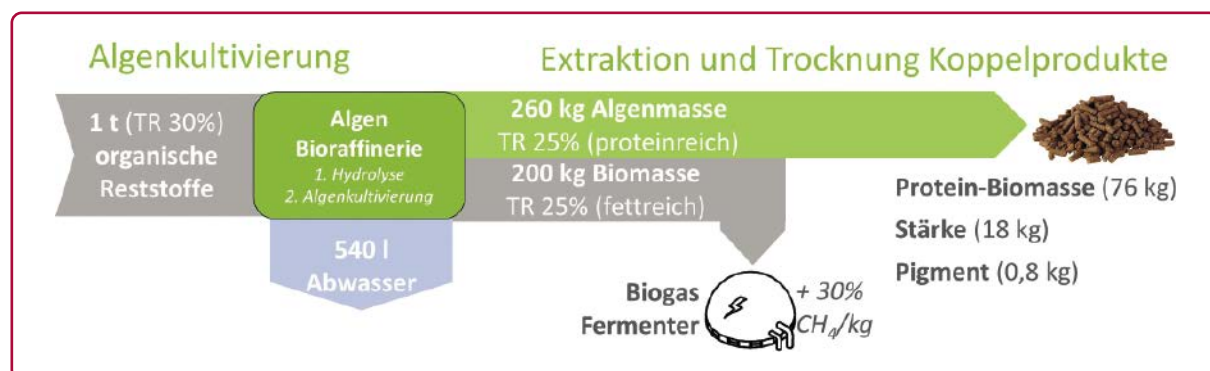 Algenkultivierung
Extraktion und Trocknung Koppelprodukte
1 t (TR 30%)
organische
Reststoffe
Algen
Bioraffinerie
1. Hydrolyse
2. Algenkultivierung
260 kg Algenmasse
TR 25% (proteinreich)
200 kg Biomasse
TR 25% (fettreich)
540 l
Abwasser
Biogas
Fermenter
+ 30%
CH₄/kg
Protein-Biomasse (76 kg)
Stärke (18 kg)
Pigment (0,8 kg)